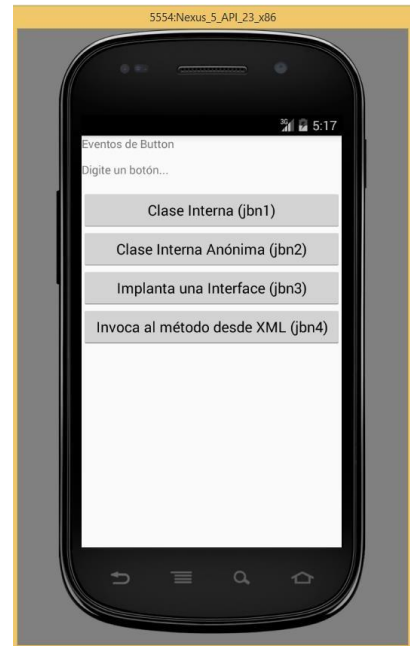 5554:Nexus_5_API_23_x86
3G 5:17
Eventos de Button
Digite un botón...
Clase Interna (jbn1)
Clase Interna Anónima (jbn2)
Implanta una Interface (jbn3)
Invoca al método desde XML (jbn4)